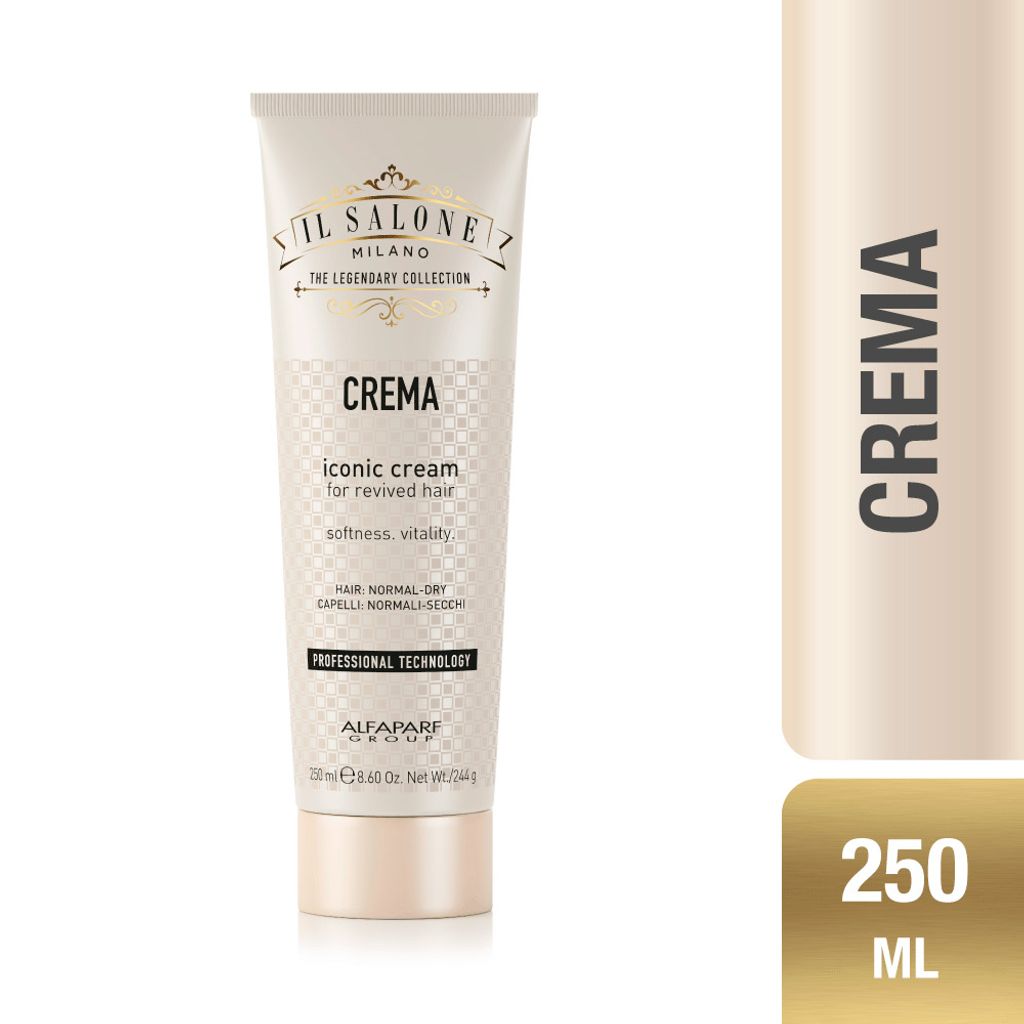 IL SALONE
MILANO
THE LEGENDARY COLLECTION
CREMA
iconic cream
for revived hair
softness. vitality.
HAIR: NORMAL-DRY
CAPELLI: NORMALI-SECCHI
PROFESSIONAL TECHNOLOGY
ALFAPARF
GROUP
250 ml ℮ 8.60 Oz. Net Wt./244 g
CREMA
250
ML